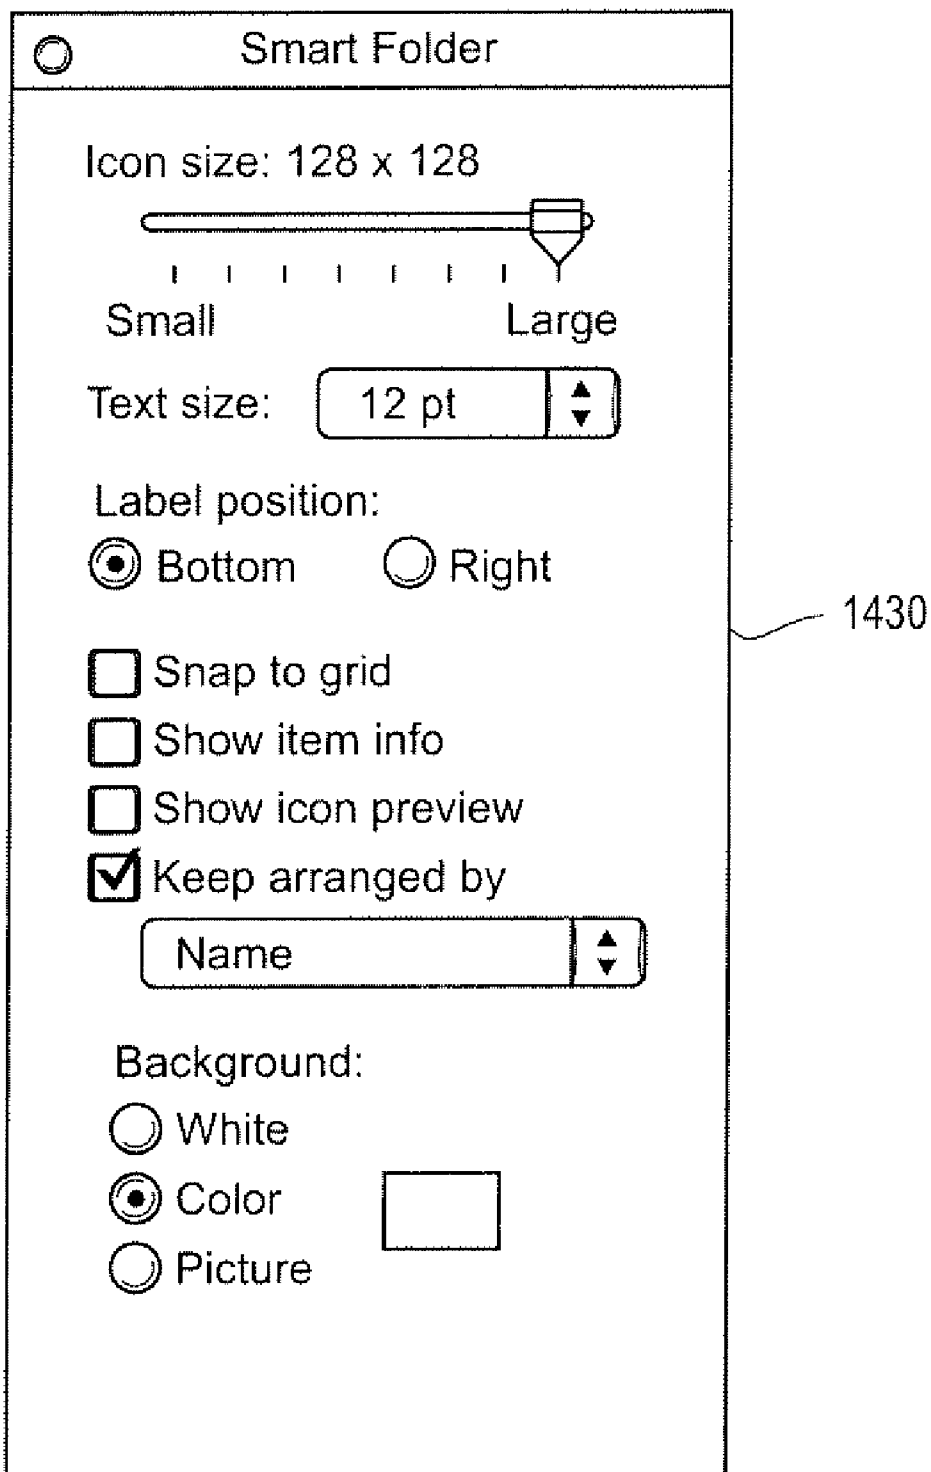 Smart Folder
Icon size: 128 x 128
Small Large
Text size: 12 pt
Label position:
Bottom Right
1430
Snap to grid
Show item info
Show icon preview
Keep arranged by
Name
Background:
White
Color
Picture